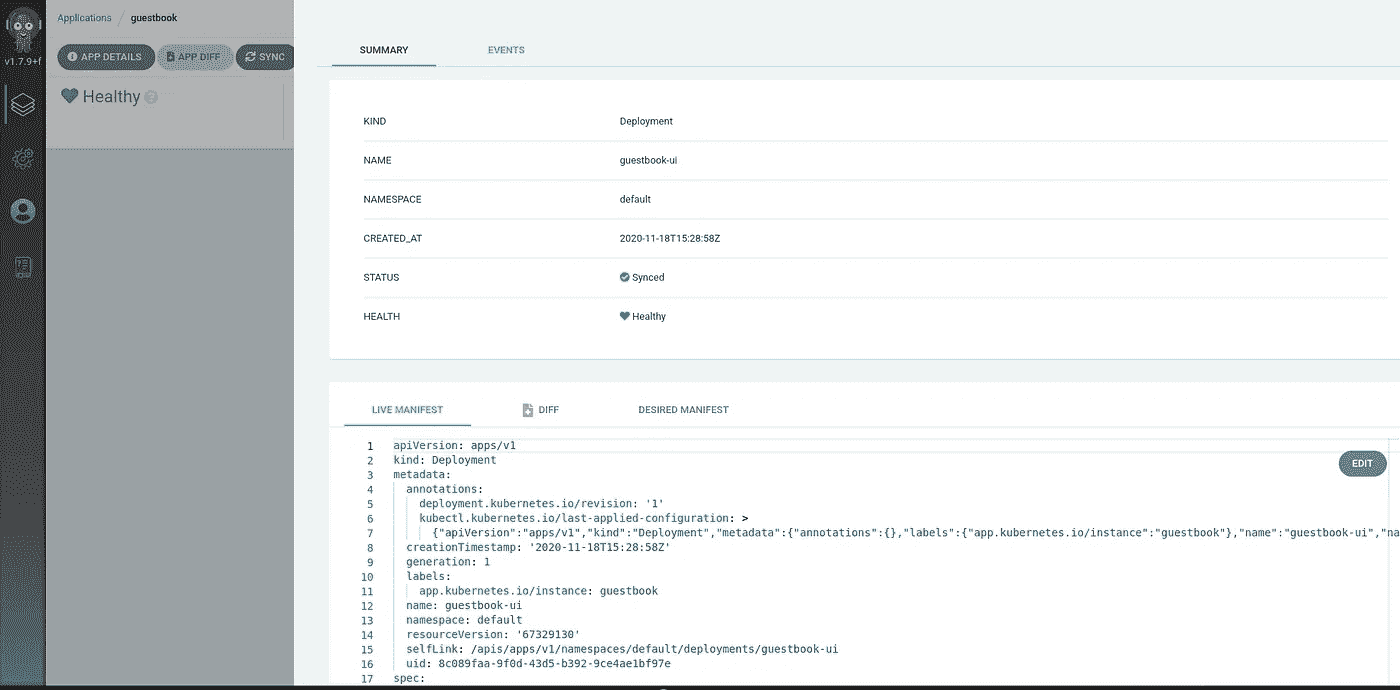 Applications / guestbook
v1.7.9+f
APP DETAILS APP DIFF SYNC
Healthy
SUMMARY EVENTS
KIND Deployment
NAME guestbook-ui
NAMESPACE default
CREATED_AT 2020-11-18T15:28:58Z
STATUS Synced
HEALTH Healthy
LIVE MANIFEST DIFF DESIRED MANIFEST
EDIT
1 apiVersion: apps/v1
2 kind: Deployment
3 metadata:
4 annotations:
5 deployment.kubernetes.io/revision: '1'
6 kubectl.kubernetes.io/last-applied-configuration: >
7 {"apiVersion":"apps/v1","kind":"Deployment","metadata":{"annotations":{},"labels":{"app.kubernetes.io/instance":"guestbook"},"name":"guestbook-ui","na
8 creationTimestamp: '2020-11-18T15:28:58Z'
9 generation: 1
10 labels:
11 app.kubernetes.io/instance: guestbook
12 name: guestbook-ui
13 namespace: default
14 resourceVersion: '67329130'
15 selfLink: /apis/apps/v1/namespaces/default/deployments/guestbook-ui
16 uid: 8c089faa-9f0d-43d5-b392-9ce4ae1bf97e
17 spec: